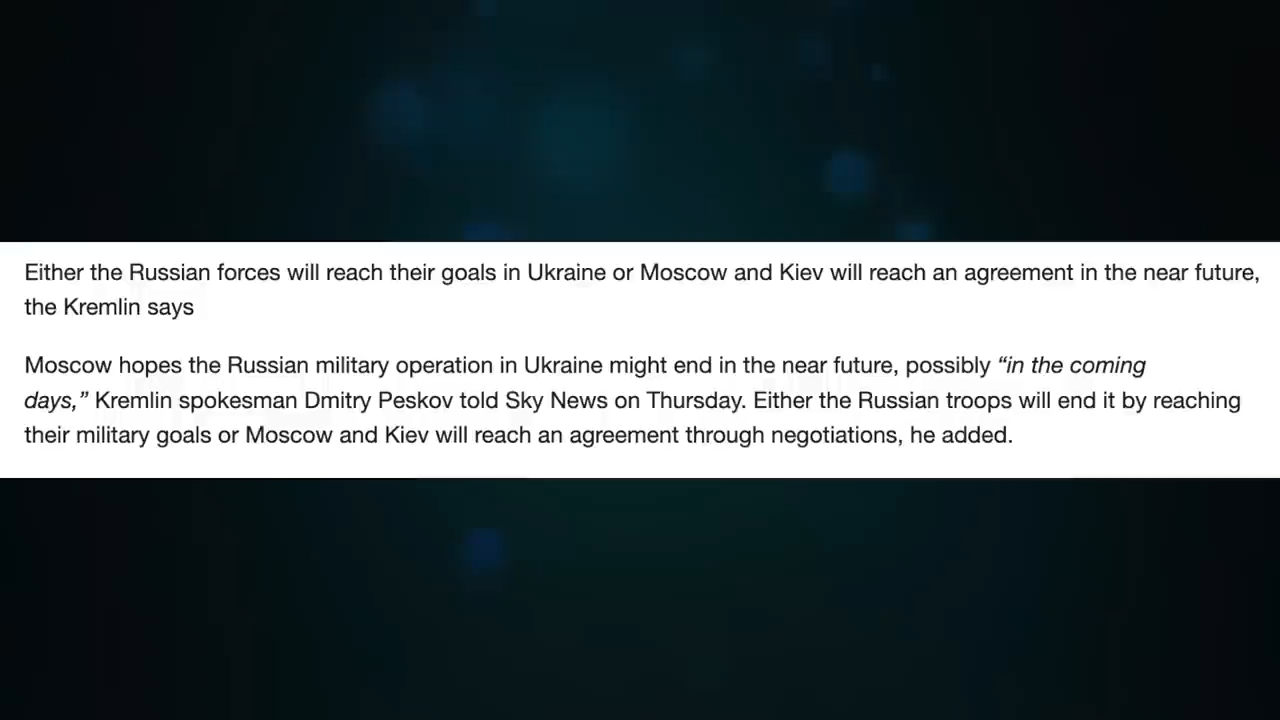 Either the Russian forces will reach their goals in Ukraine or Moscow and Kiev will reach an agreement in the near future,
the Kremlin says
Moscow hopes the Russian military operation in Ukraine might end in the near future, possibly “in the coming
days,” Kremlin spokesman Dmitry Peskov told Sky News on Thursday. Either the Russian troops will end it by reaching
their military goals or Moscow and Kiev will reach an agreement through negotiations, he added.